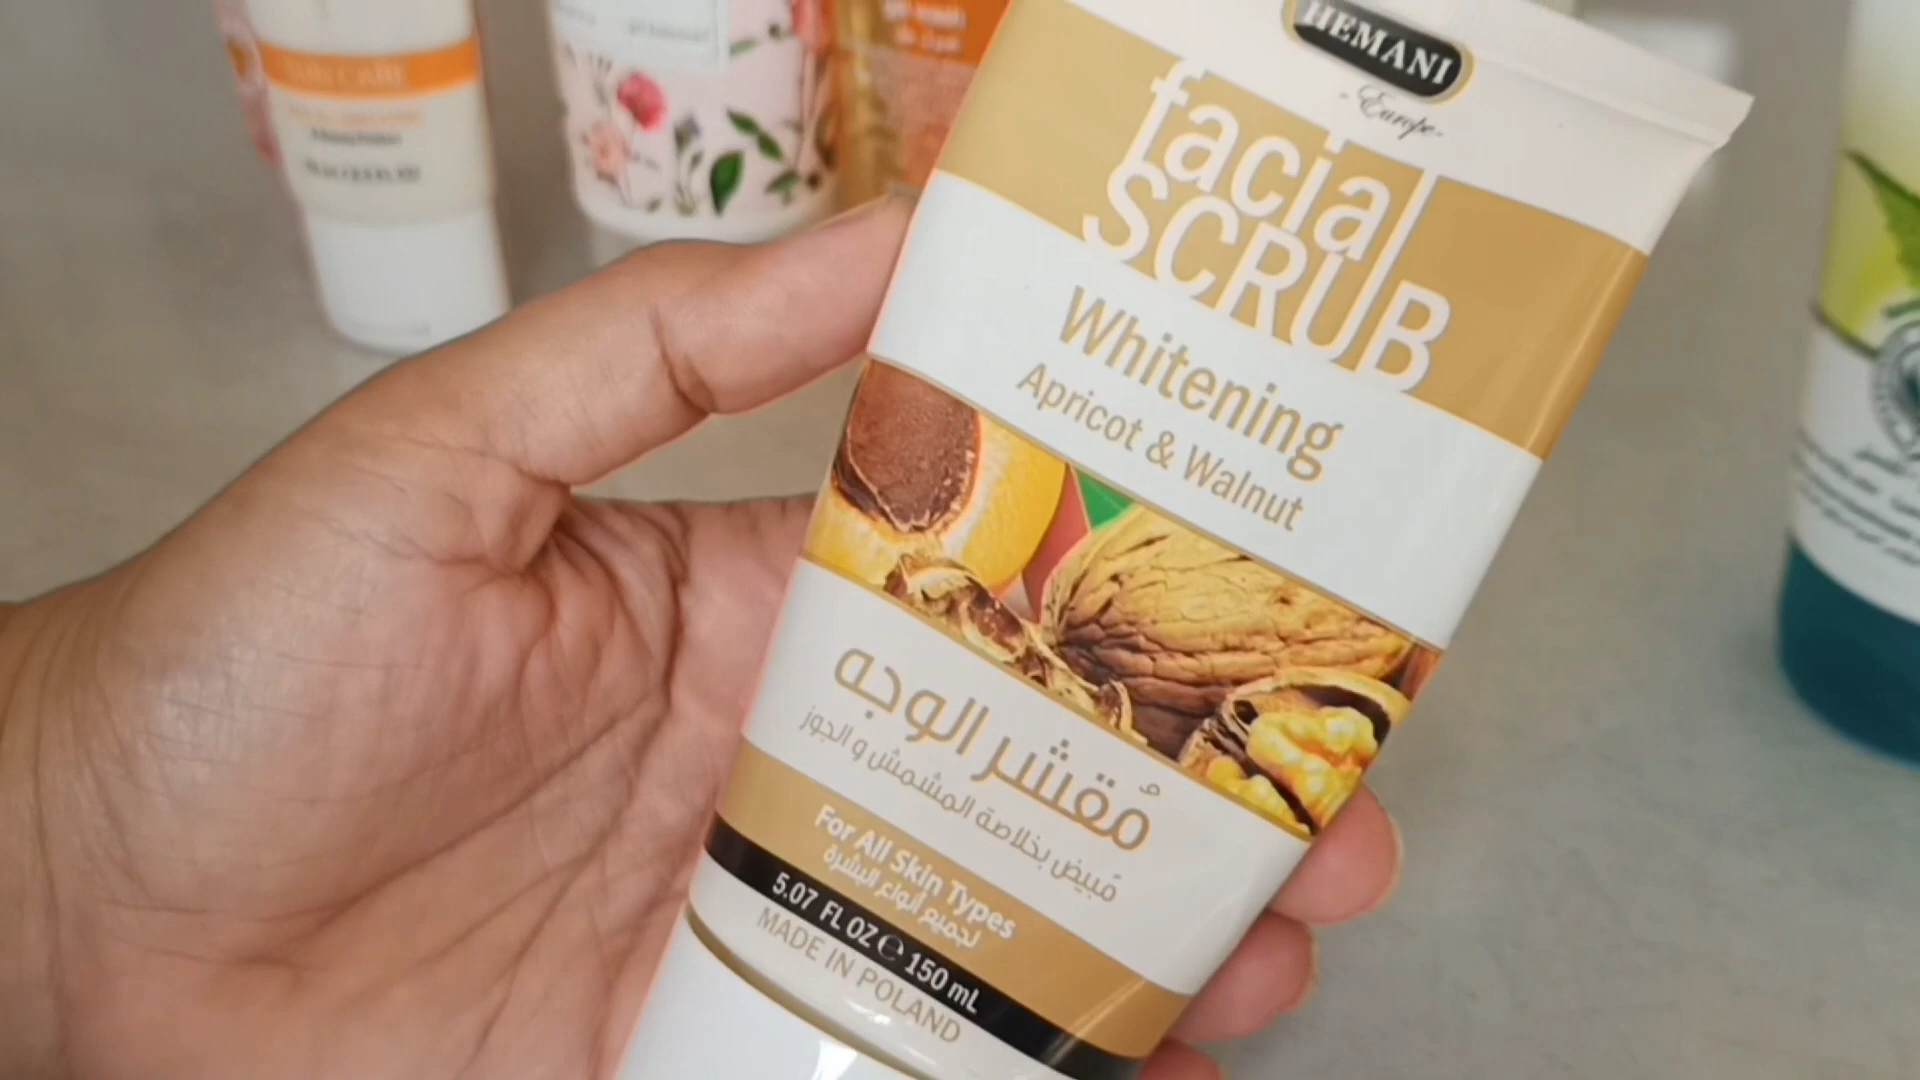 HEMANI
-Europe-
facial
SCRUB
Whitening
Apricot & Walnut
مُقشر الوجه
مُبيض بخلاصة المشمش و الجوز
For All Skin Types
لجميع أنواع البشرة
5.07 FL OZ ℮ 150 mL
MADE IN POLAND